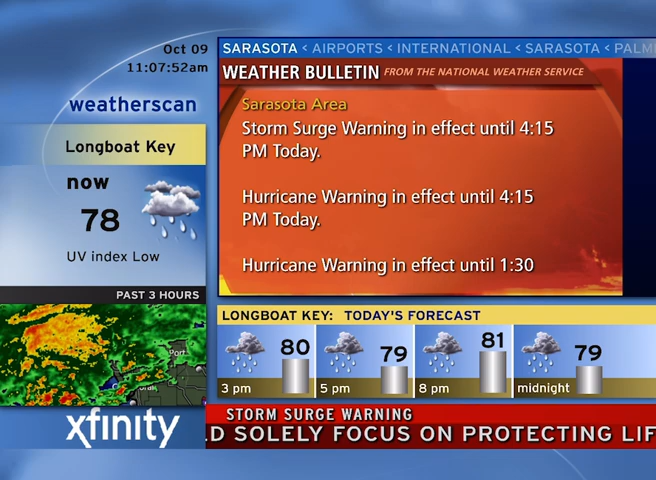 Oct 09
11:07:52am
weatherscan
Longboat Key
now
78
UV index Low
PAST 3 HOURS
Port
xfinity
SARASOTA < AIRPORTS < INTERNATIONAL < SARASOTA < PALM
WEATHER BULLETIN FROM THE NATIONAL WEATHER SERVICE
Sarasota Area
Storm Surge Warning in effect until 4:15
PM Today.
Hurricane Warning in effect until 4:15
PM Today.
Hurricane Warning in effect until 1:30
LONGBOAT KEY: TODAY'S FORECAST
80 79 81 79
3 pm 5 pm 8 pm midnight
STORM SURGE WARNING
LD SOLELY FOCUS ON PROTECTING LIF